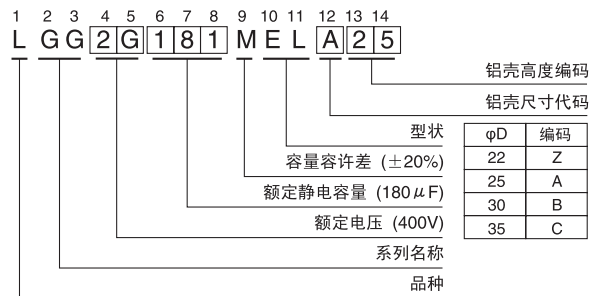 1 2 3 4 5 6 7 8 9 10 11 12 13 14
L G G 2 G 1 8 1 M E L A 2 5
铝壳高度编码
铝壳尺寸代码
型状
容量容许差 (±20%)
额定静电容量 (180μF)
额定电压 (400V)
系列名称
品种
φD 编码
22 Z
25 A
30 B
35 C